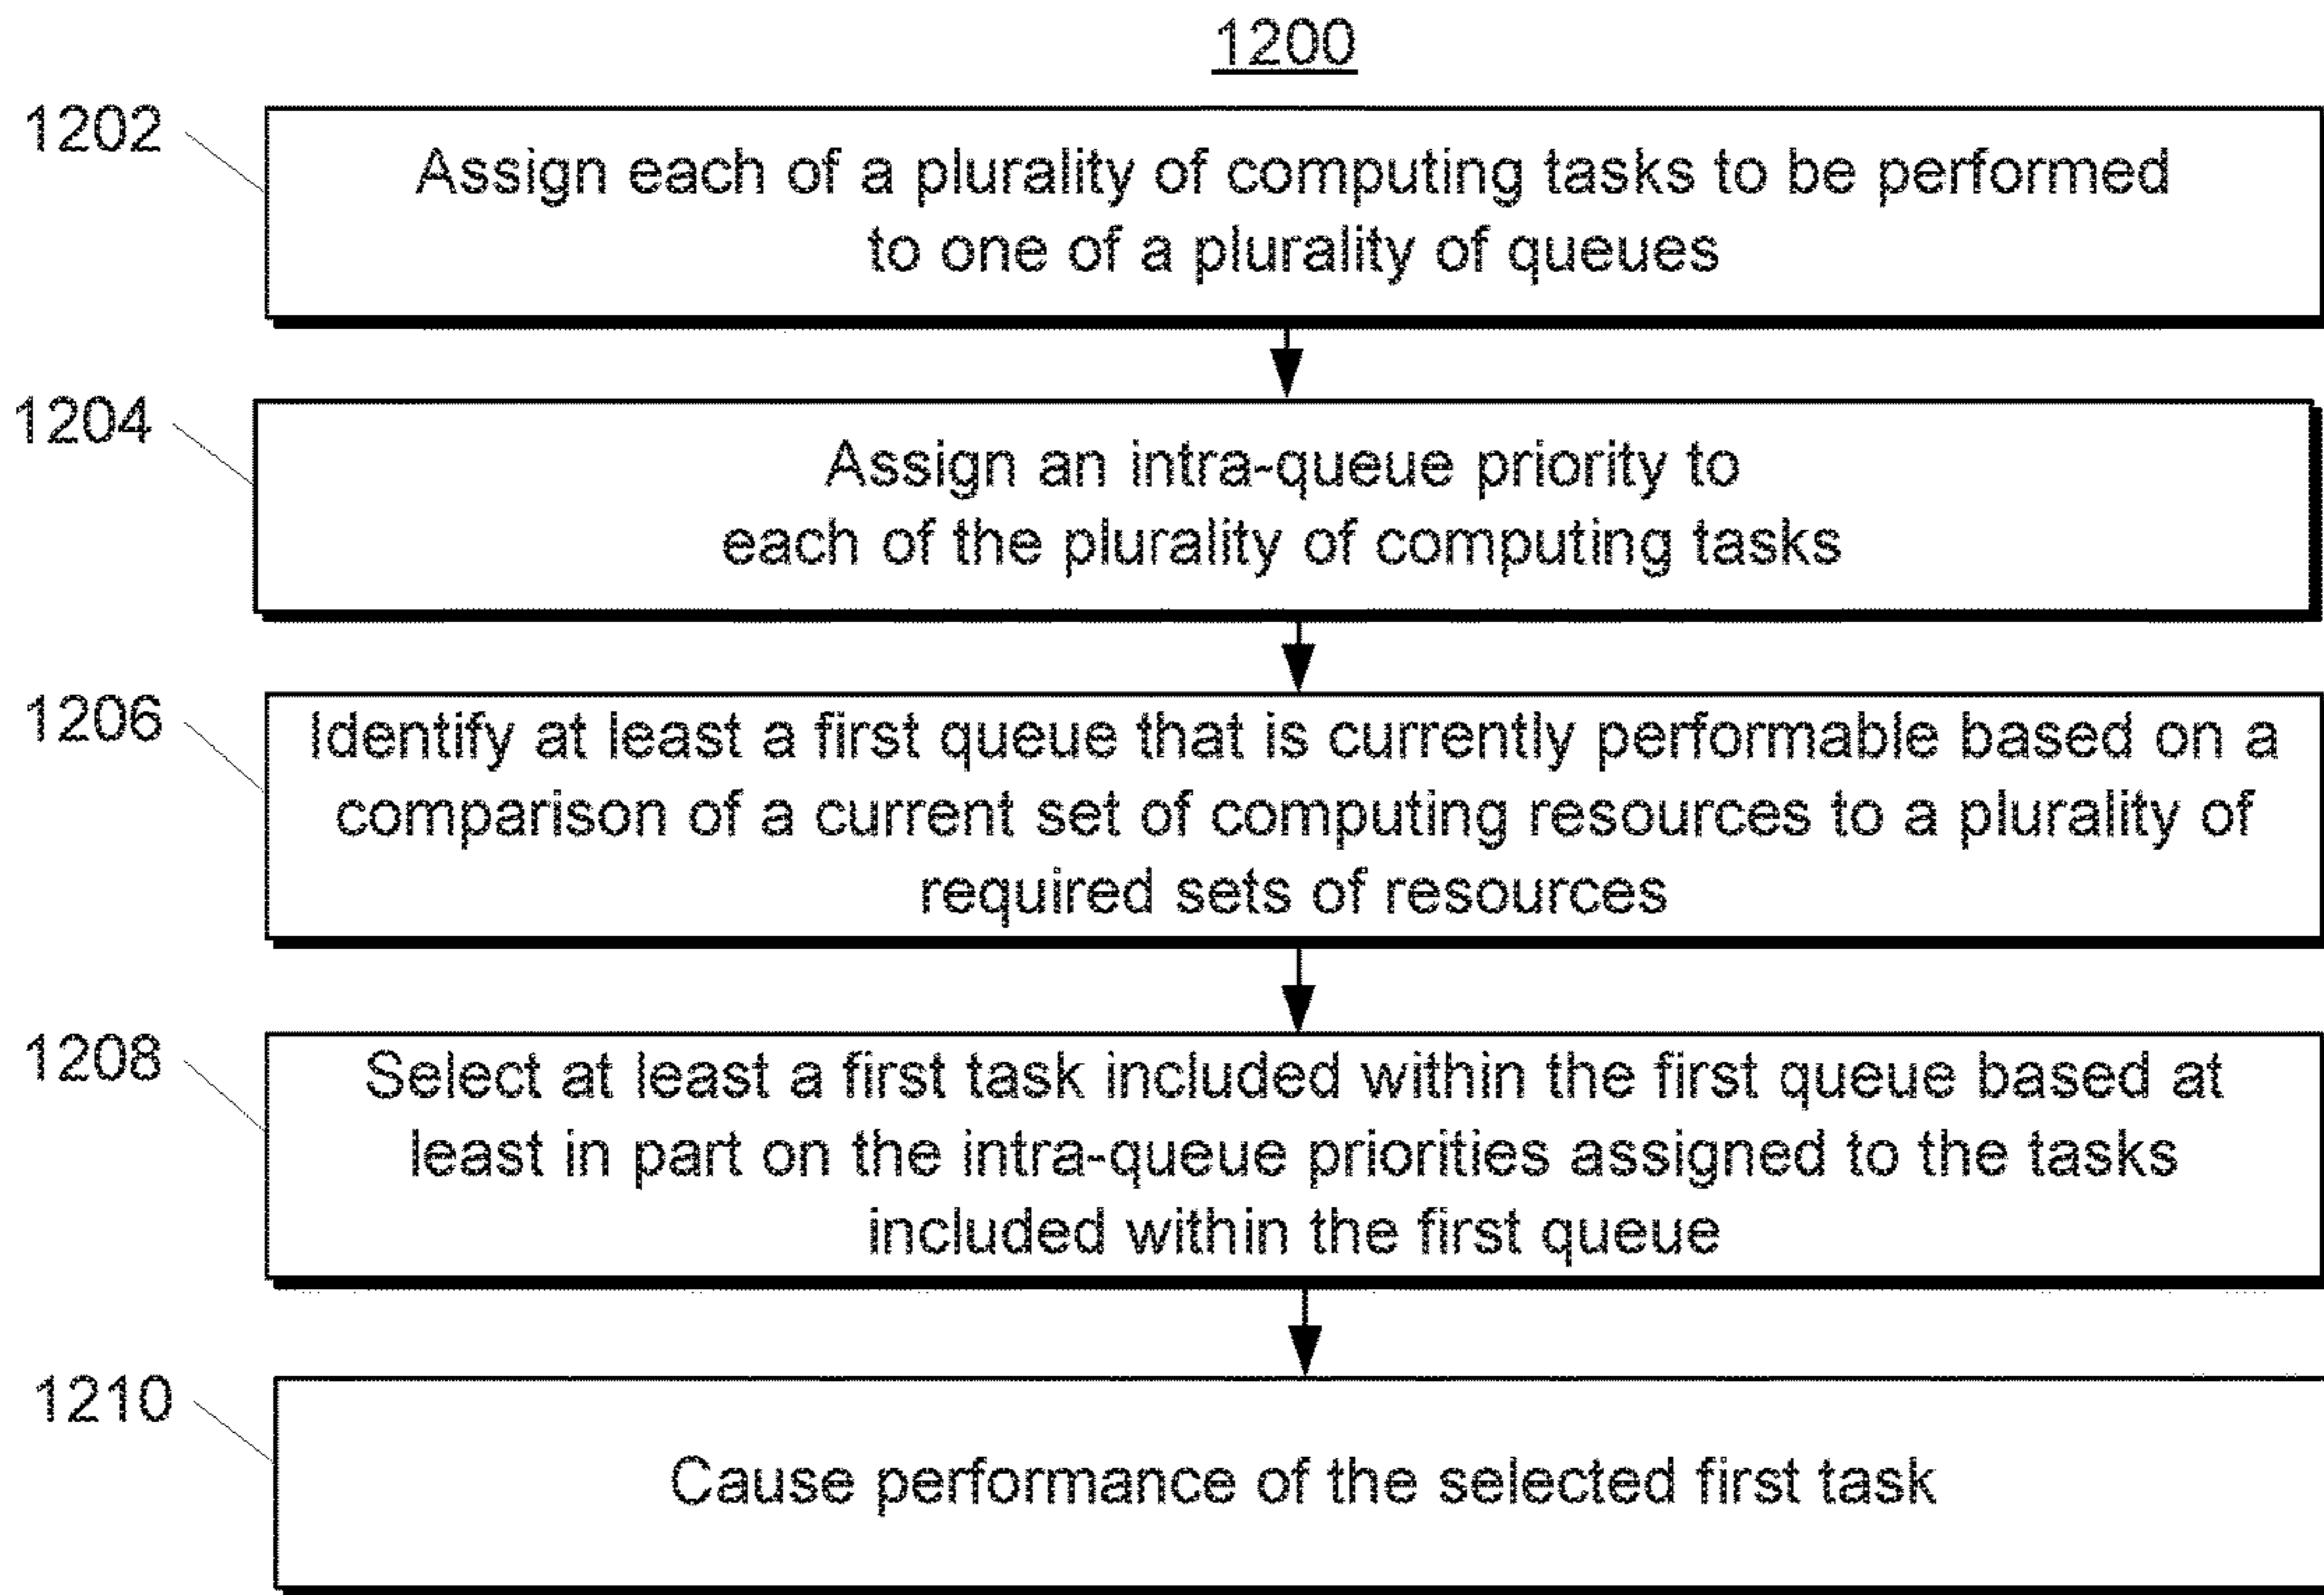 1200
1202
Assign each of a plurality of computing tasks to be performed
to one of a plurality of queues
1204
Assign an intra-queue priority to
each of the plurality of computing tasks
1206
Identify at least a first queue that is currently performable based on a
comparison of a current set of computing resources to a plurality of
required sets of resources
1208
Select at least a first task included within the first queue based at
least in part on the intra-queue priorities assigned to the tasks
included within the first queue
1210
Cause performance of the selected first task